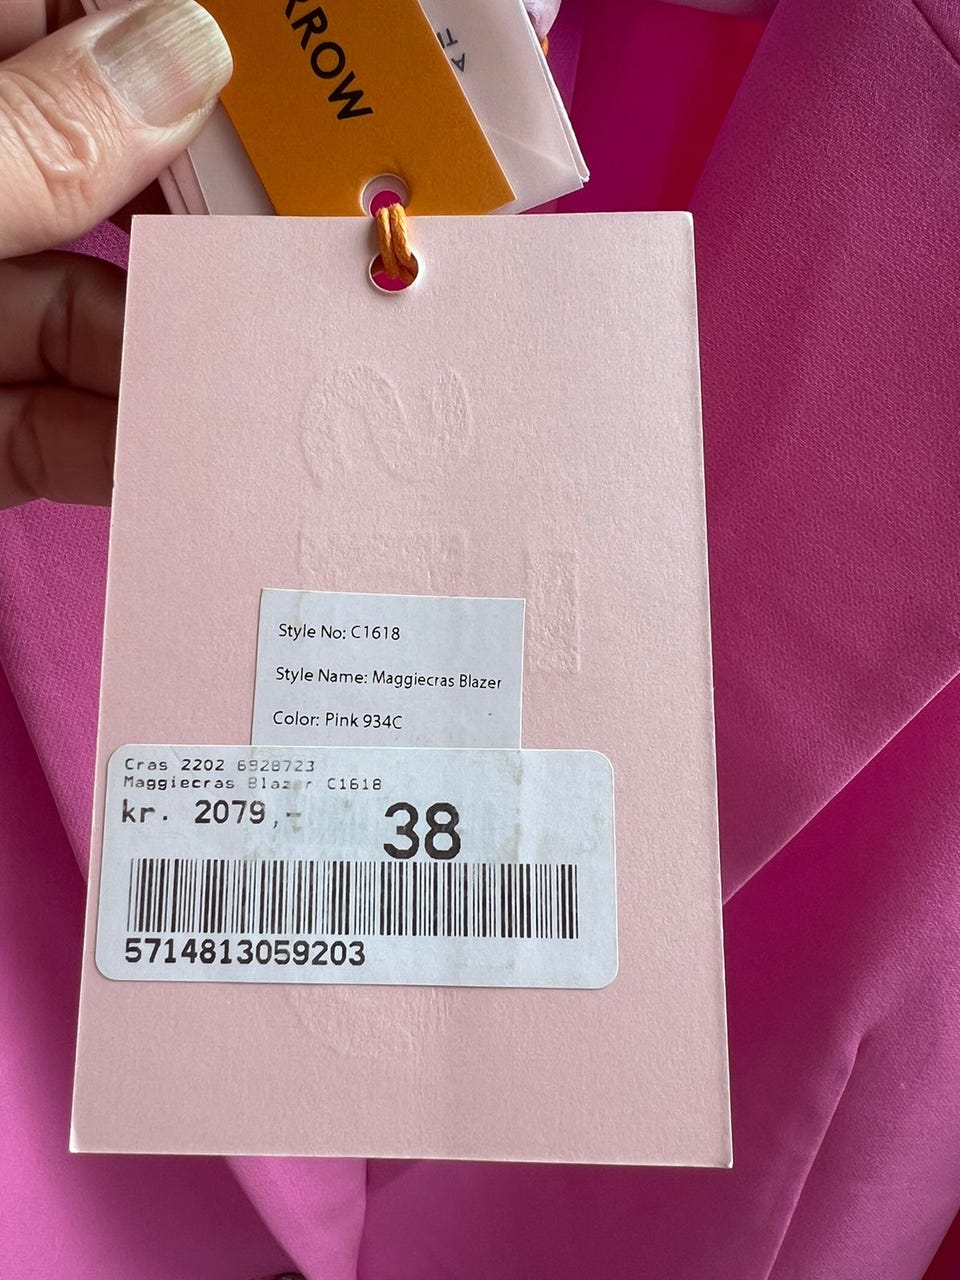 RROW
Style No: C1618
Style Name: Maggiecras Blazer
Color: Pink 934C
Cras 2202 6928723
Maggiecras Blazer C1618
kr. 2079,-
38
5714813059203